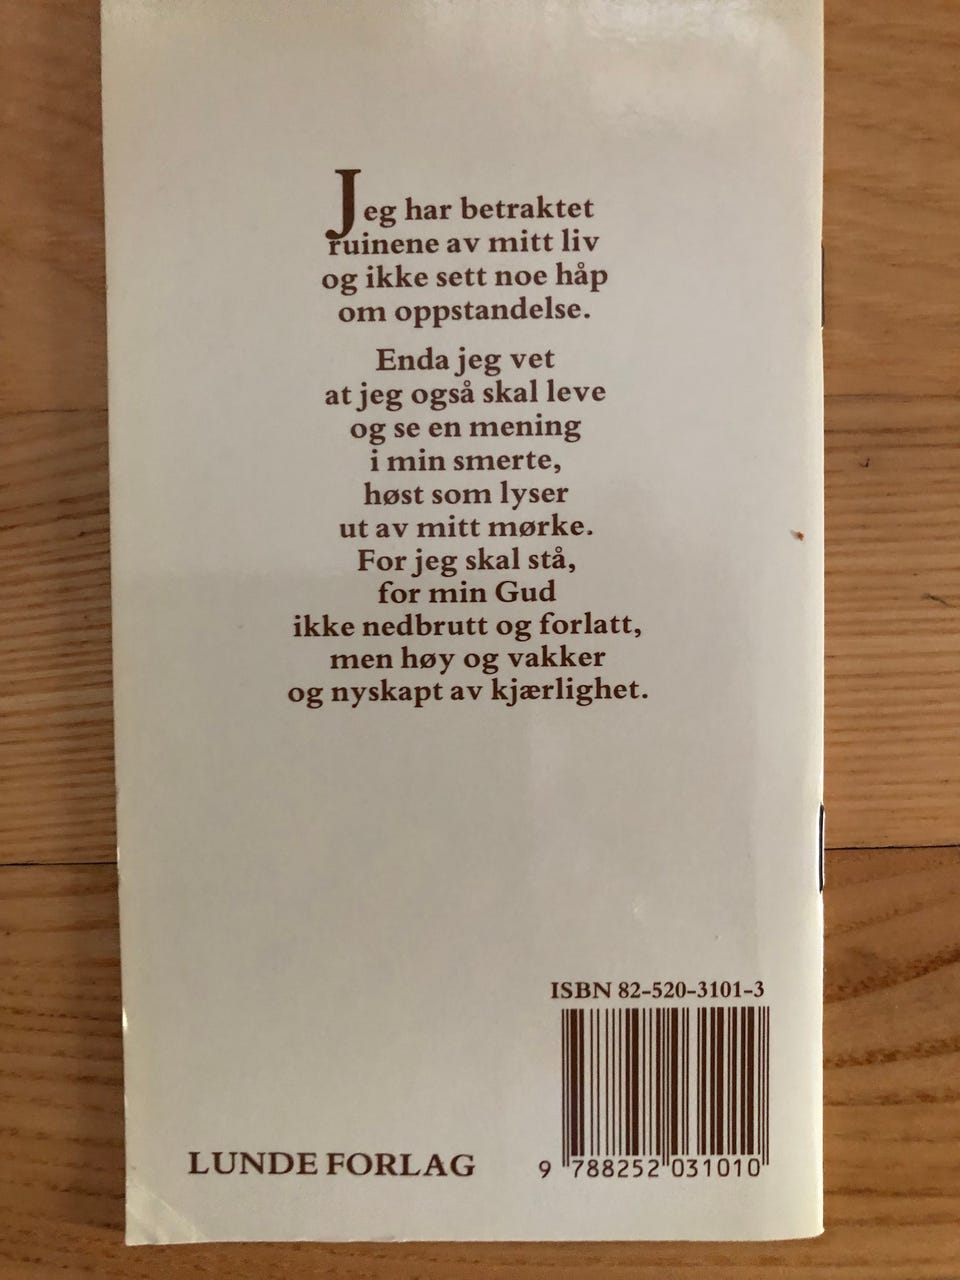 Jeg har betraktet
ruinene av mitt liv
og ikke sett noe håp
om oppstandelse.
Enda jeg vet
at jeg også skal leve
og se en mening
i min smerte,
høst som lyser
ut av mitt mørke.
For jeg skal stå,
for min Gud
ikke nedbrutt og forlatt,
men høy og vakker
og nyskapt av kjærlighet.
ISBN 82-520-3101-3
LUNDE FORLAG
9 788252 031010